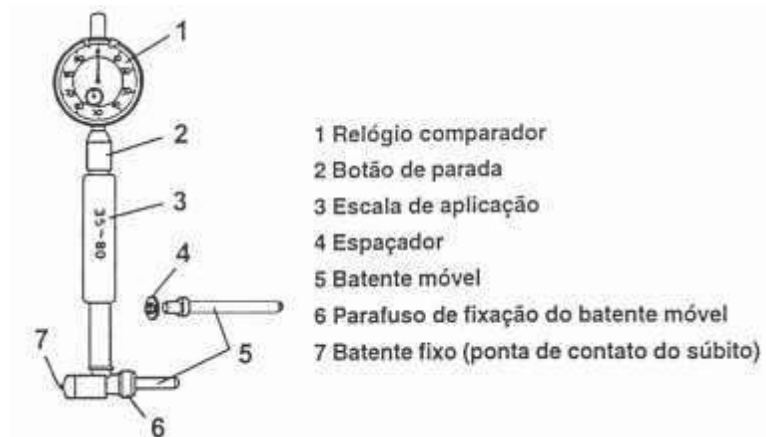 1
2
3
35~80
4
5
6
7
1 Relógio comparador
2 Botão de parada
3 Escala de aplicação
4 Espaçador
5 Batente móvel
6 Parafuso de fixação do batente móvel
7 Batente fixo (ponta de contato do súbito)